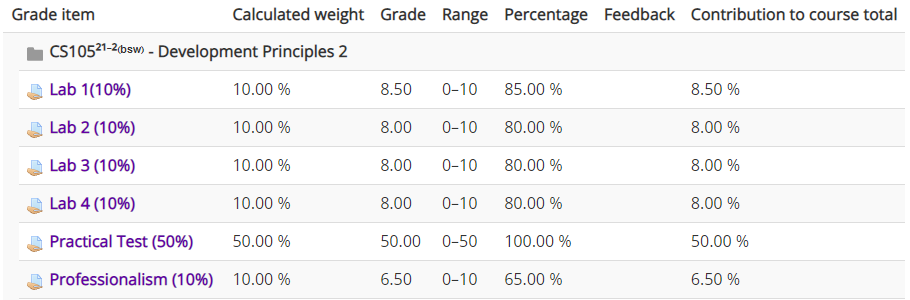 Grade item Calculated weight Grade Range Percentage Feedback Contribution to course total
CS105²¹⁻²⁽ᵇˢʷ⁾ - Development Principles 2
Lab 1(10%) 10.00 % 8.50 0–10 85.00 % 8.50 %
Lab 2 (10%) 10.00 % 8.00 0–10 80.00 % 8.00 %
Lab 3 (10%) 10.00 % 8.00 0–10 80.00 % 8.00 %
Lab 4 (10%) 10.00 % 8.00 0–10 80.00 % 8.00 %
Practical Test (50%) 50.00 % 50.00 0–50 100.00 % 50.00 %
Professionalism (10%) 10.00 % 6.50 0–10 65.00 % 6.50 %